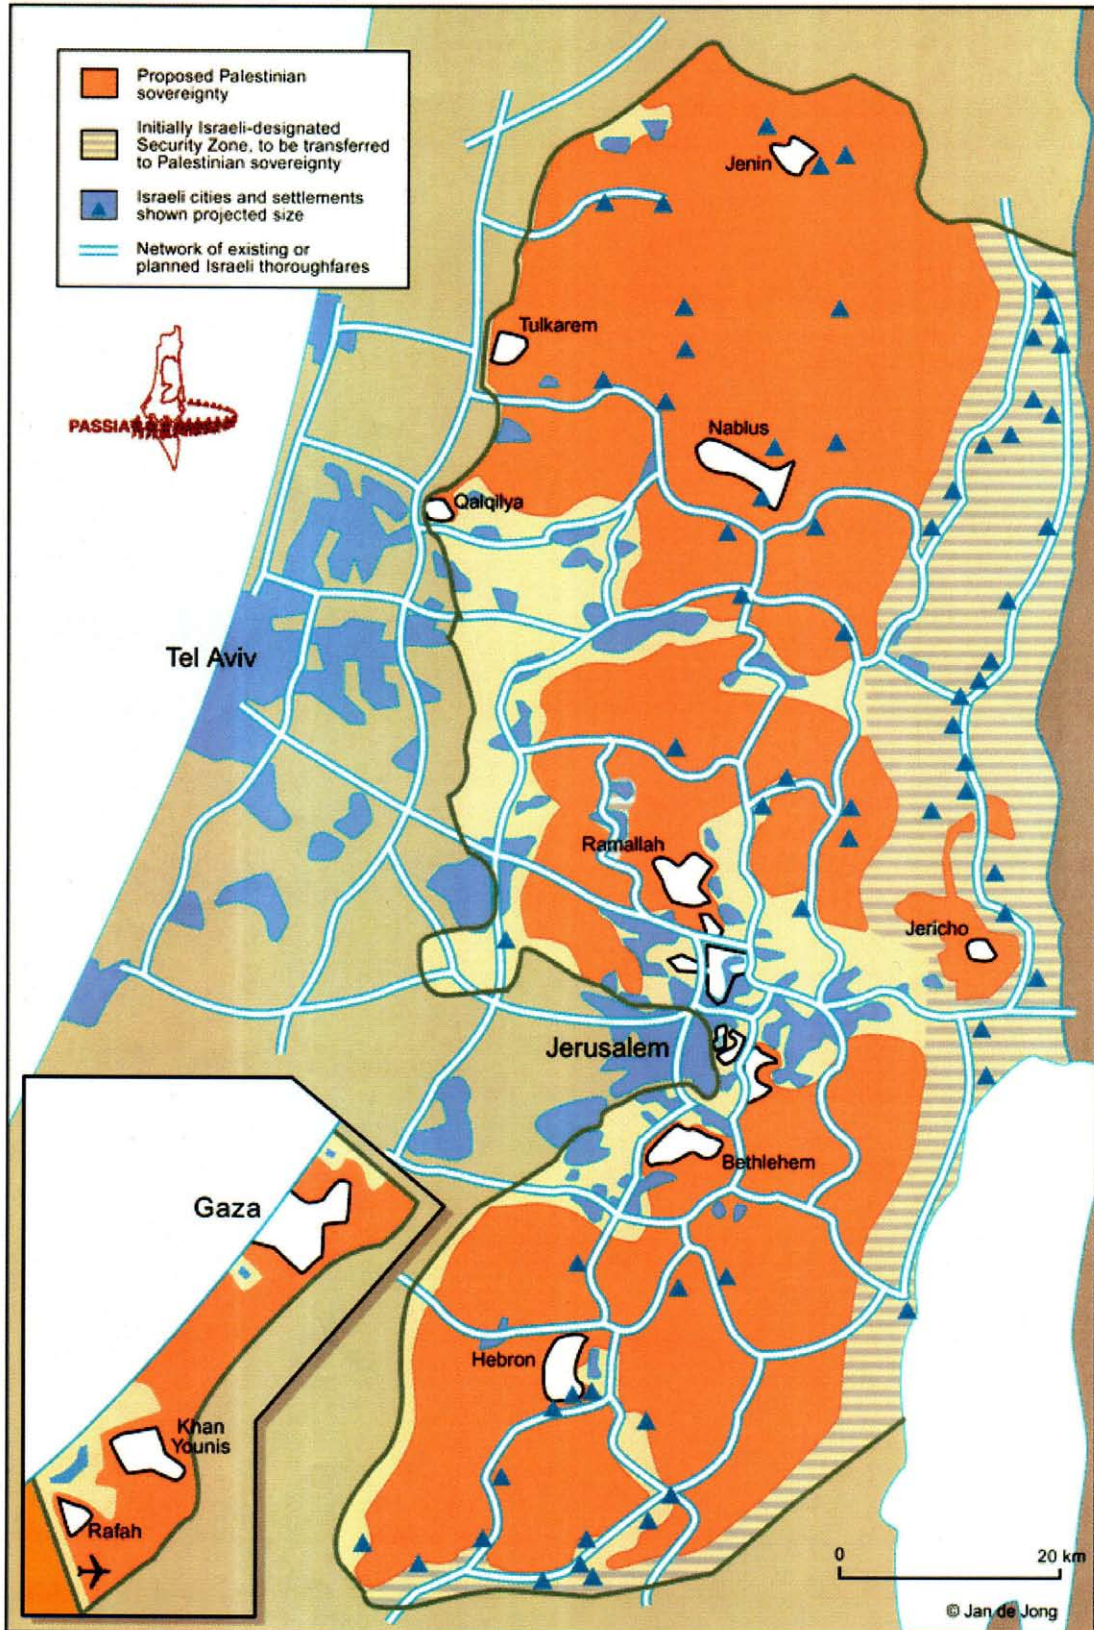 Proposed Palestinian
sovereignty
Initially Israeli-designated
Security Zone, to be transferred
to Palestinian sovereignty
Israeli cities and settlements
shown projected size
Network of existing or
planned Israeli thoroughfares
PASSIA
Jenin
Tulkarem
Nablus
Qalqilya
Tel Aviv
Ramallah
Jericho
Jerusalem
Bethlehem
Gaza
Hebron
Khan
Younis
Rafah
0 20 km
© Jan de Jong